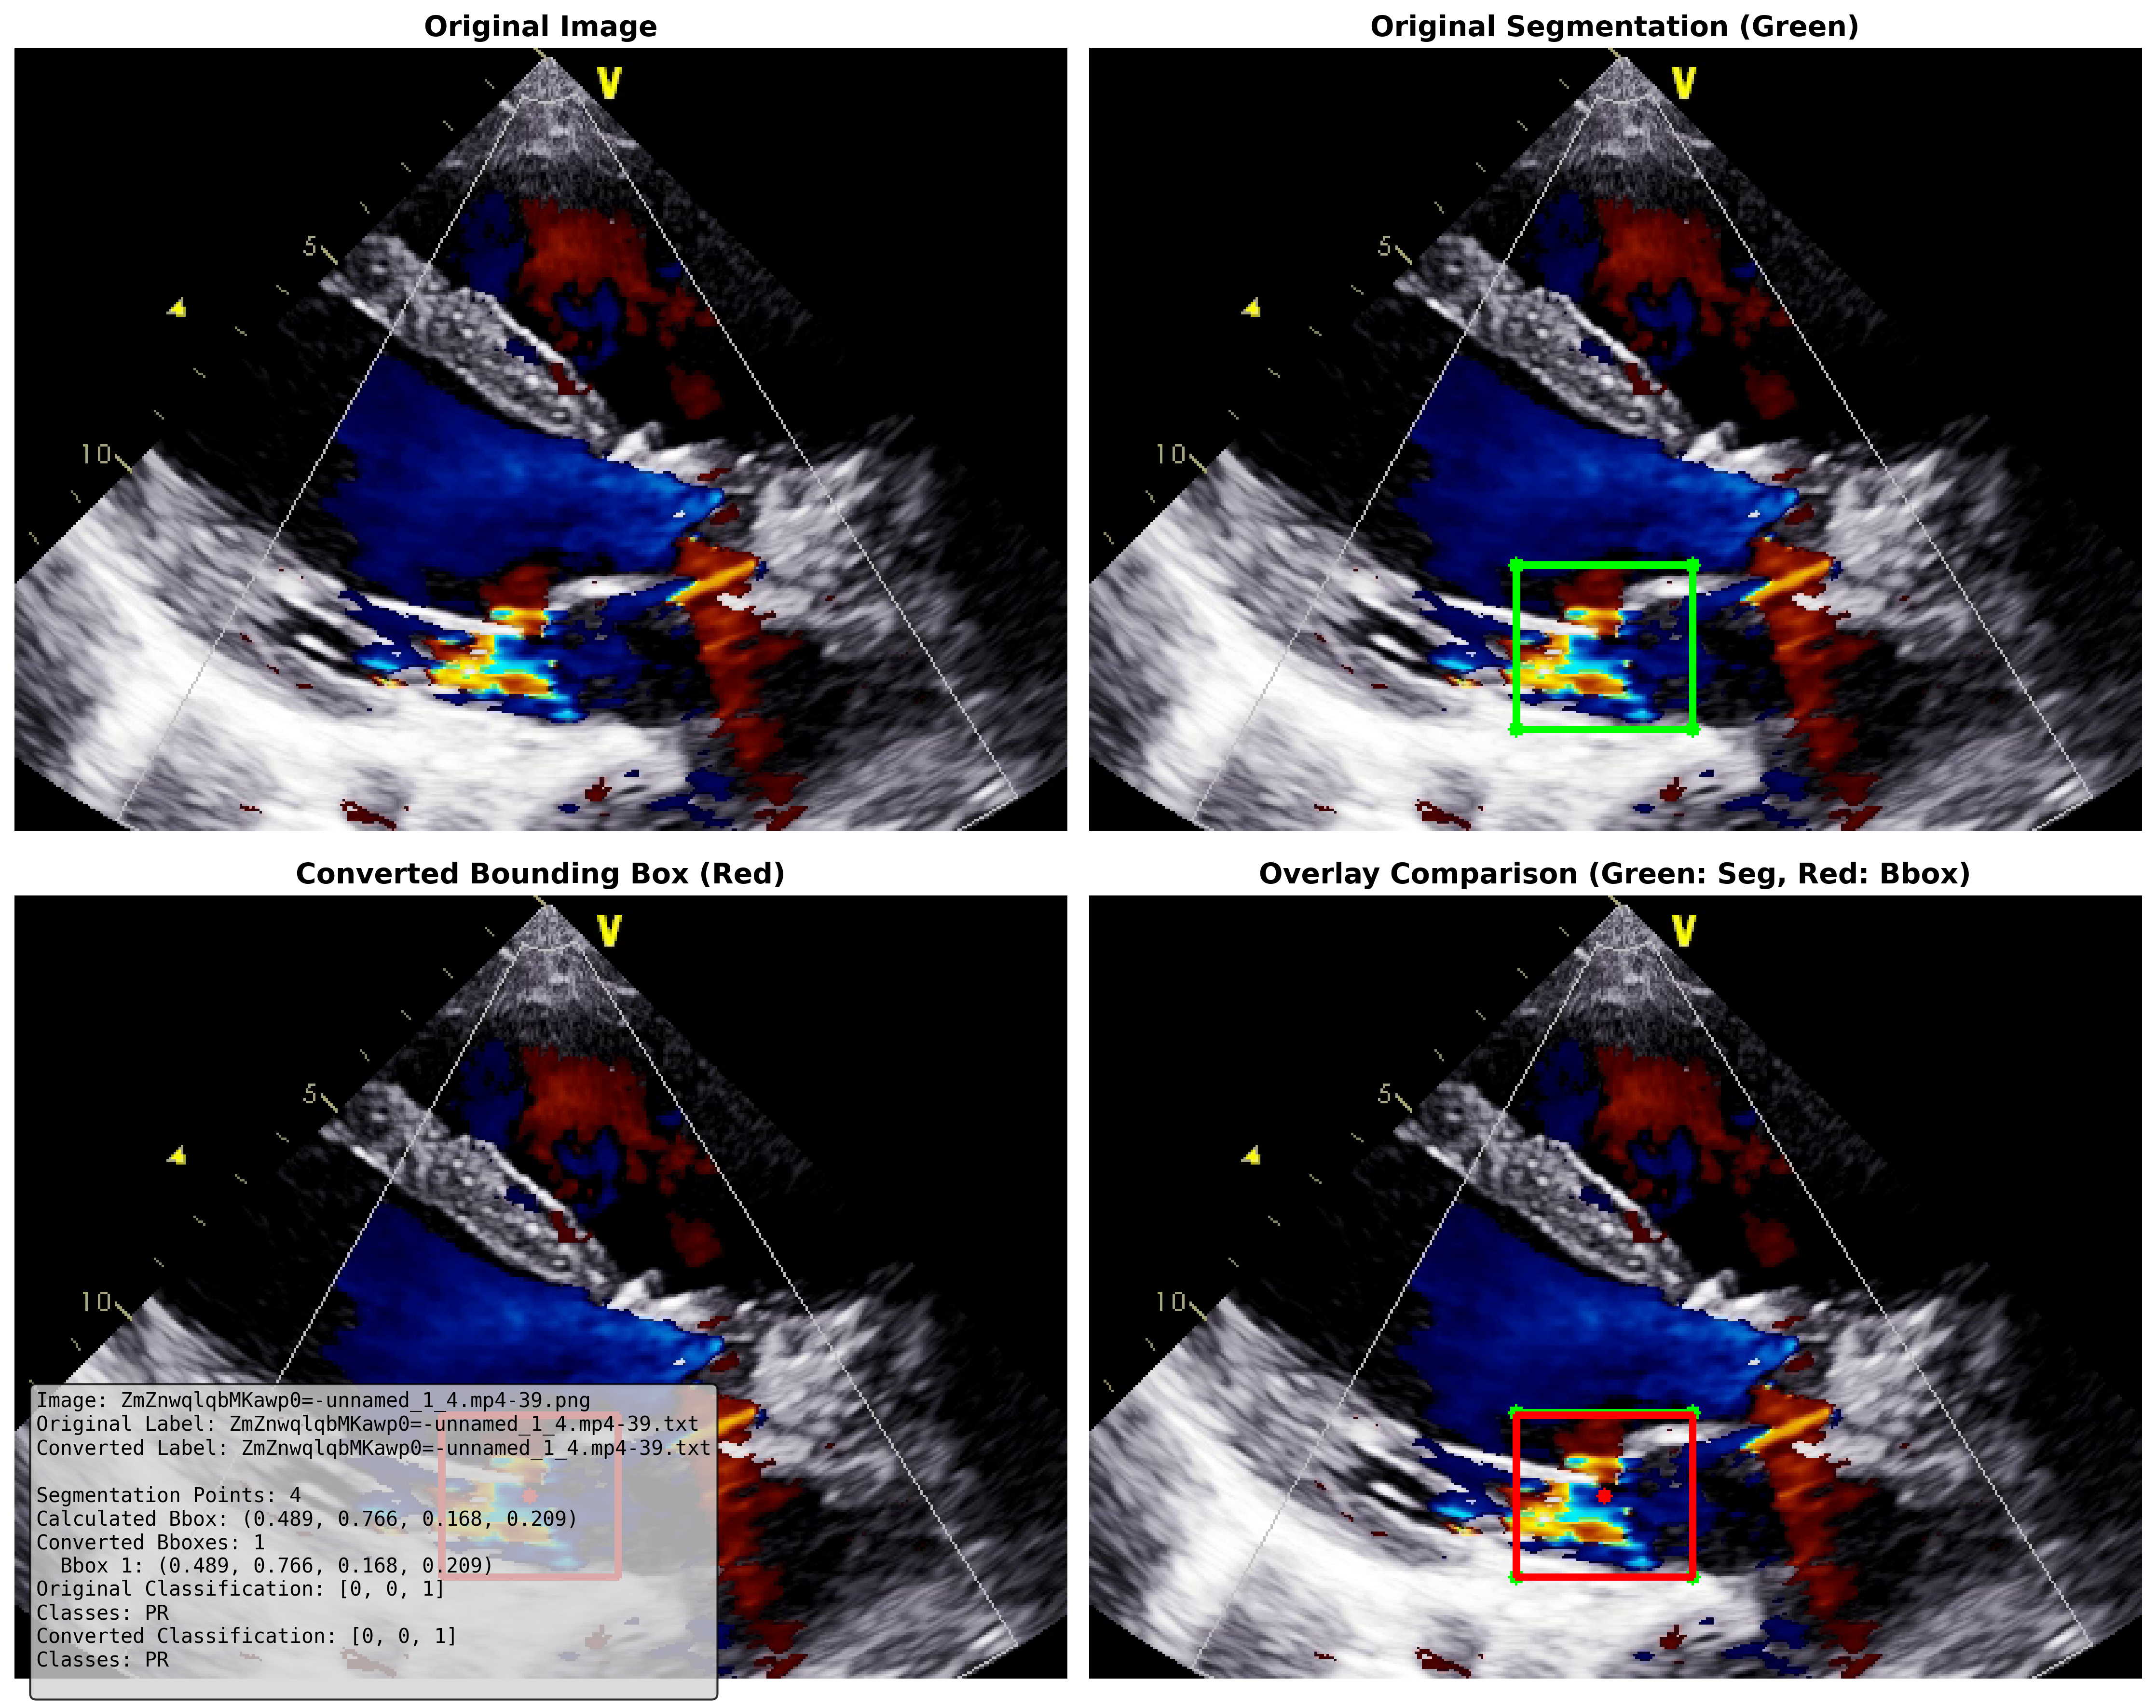 Original Image
Original Segmentation (Green)
V
5
10
V
5
10
Converted Bounding Box (Red)
Overlay Comparison (Green: Seg, Red: Bbox)
V
5
10
Image: ZmZnwqlqbMKawp0=-unnamed_1_4.mp4-39.png
Original Label: ZmZnwqlqbMKawp0=-unnamed_1_4.mp4-39.txt
Converted Label: ZmZnwqlqbMKawp0=-unnamed_1_4.mp4-39.txt
Segmentation Points: 4
Calculated Bbox: (0.489, 0.766, 0.168, 0.209)
Converted Bboxes: 1
Bbox 1: (0.489, 0.766, 0.168, 0.209)
Original Classification: [0, 0, 1]
Classes: PR
Converted Classification: [0, 0, 1]
Classes: PR
V
5
10